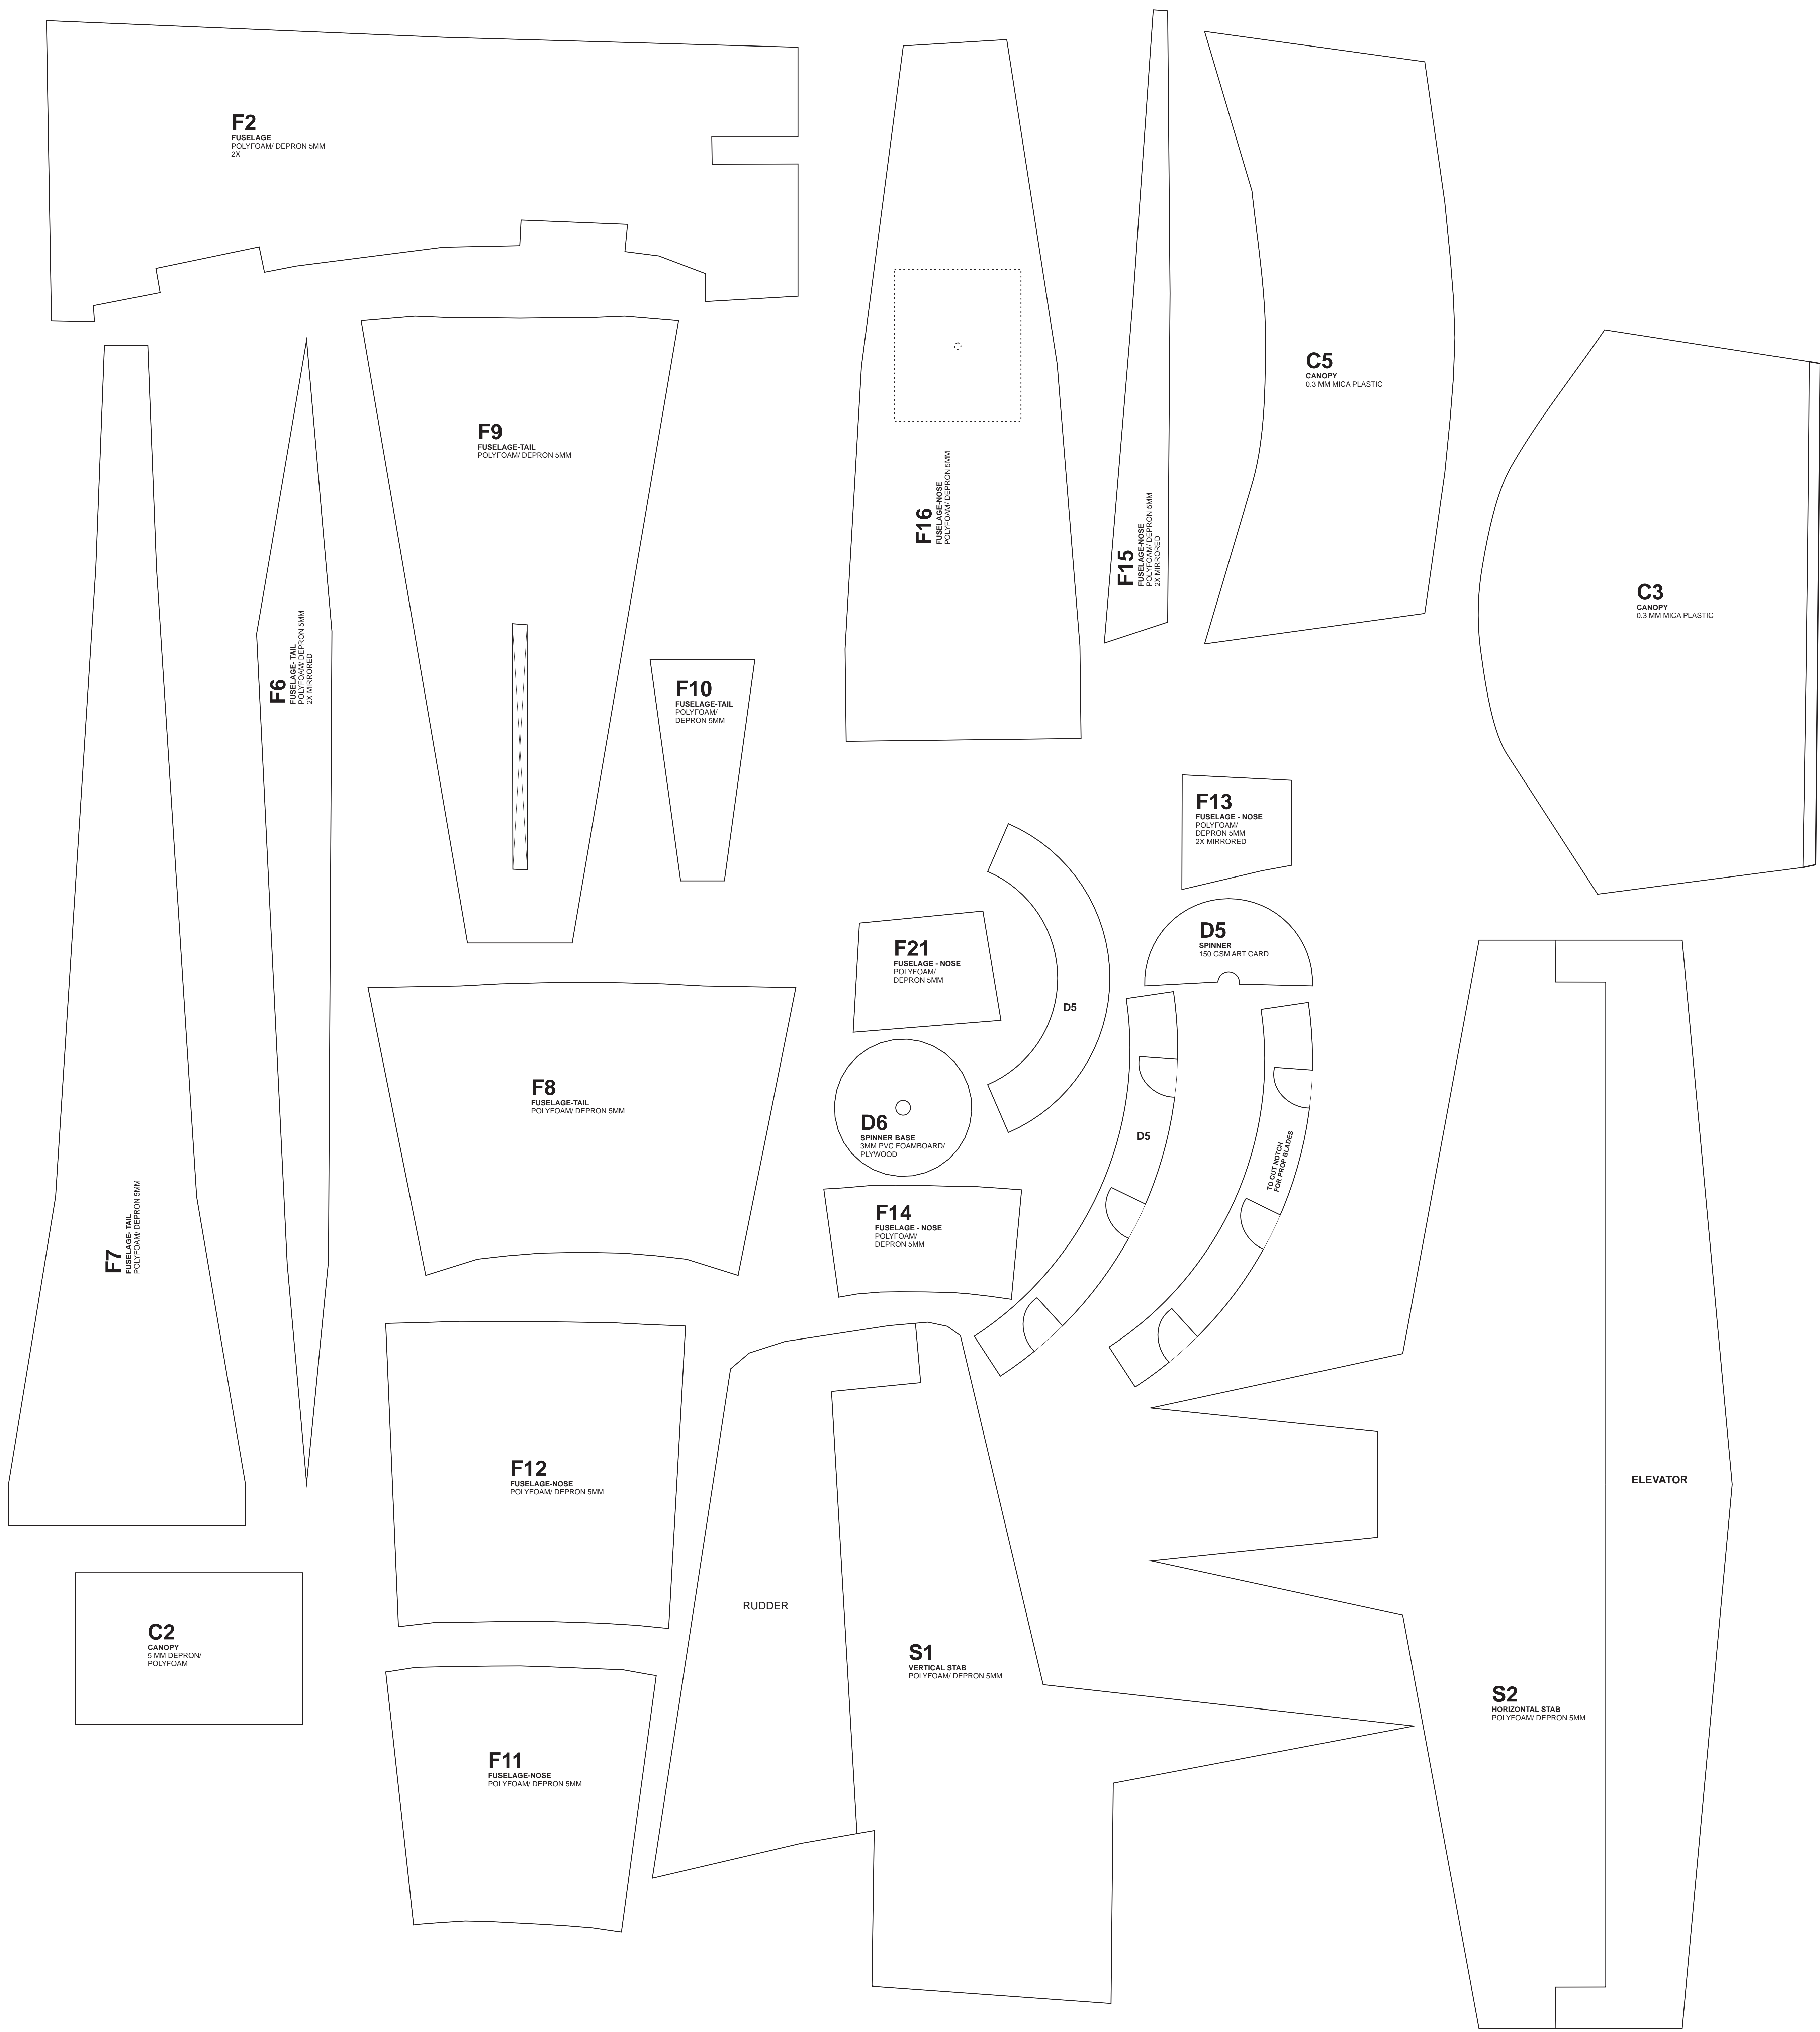 F2
FUSELAGE
POLYFOAM/ DEPRON 5MM
2X
F9
FUSELAGE-TAIL
POLYFOAM/ DEPRON 5MM
F16
FUSELAGE-NOSE
POLYFOAM/ DEPRON 5MM
F15
FUSELAGE-NOSE
POLYFOAM/ DEPRON 5MM
2X MIRRORED
C5
CANOPY
0.3 MM MICA PLASTIC
C3
CANOPY
0.3 MM MICA PLASTIC
F6
FUSELAGE- TAIL
POLYFOAM/ DEPRON 5MM
2X MIRRORED
F10
FUSELAGE-TAIL
POLYFOAM/
DEPRON 5MM
F13
FUSELAGE - NOSE
POLYFOAM/
DEPRON 5MM
2X MIRRORED
F21
FUSELAGE - NOSE
POLYFOAM/
DEPRON 5MM
D5
D5
SPINNER
150 GSM ART CARD
F8
FUSELAGE-TAIL
POLYFOAM/ DEPRON 5MM
D6
SPINNER BASE
3MM PVC FOAMBOARD/
PLYWOOD
D5
TO CUT NOTCH
FOR PROP BLADES
F7
FUSELAGE- TAIL
POLYFOAM/ DEPRON 5MM
F14
FUSELAGE - NOSE
POLYFOAM/
DEPRON 5MM
F12
FUSELAGE-NOSE
POLYFOAM/ DEPRON 5MM
ELEVATOR
RUDDER
C2
CANOPY
5 MM DEPRON/
POLYFOAM
S1
VERTICAL STAB
POLYFOAM/ DEPRON 5MM
S2
HORIZONTAL STAB
POLYFOAM/ DEPRON 5MM
F11
FUSELAGE-NOSE
POLYFOAM/ DEPRON 5MM